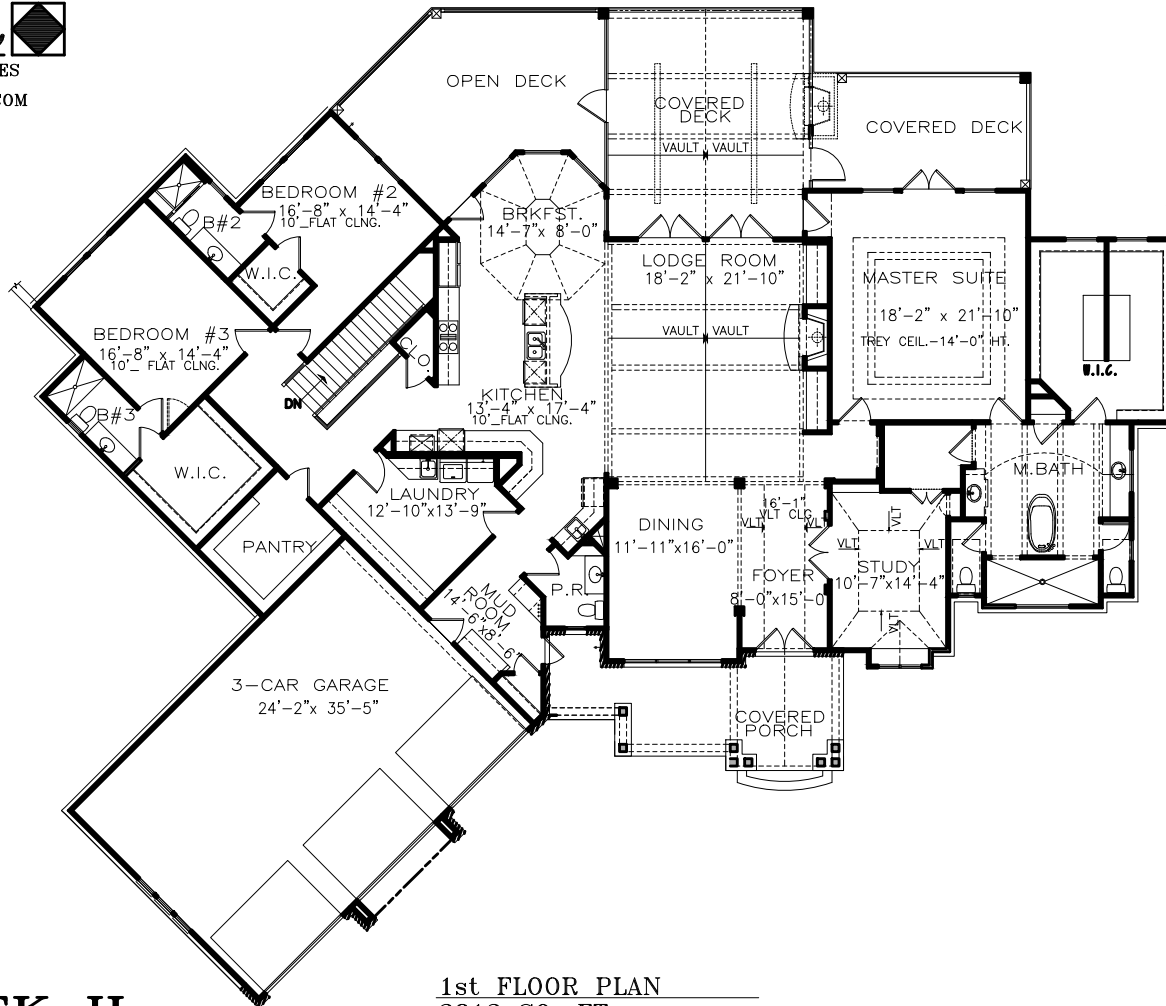 ES
COM
OPEN DECK
COVERED
DECK
COVERED DECK
VAULT VAULT
BEDROOM #2
16'-8" x 14'-4"
10'_FLAT CLNG.
B#2
W.I.C.
BRKFST.
14'-7"x 8'-0"
LODGE ROOM
18'-2" x 21'-10"
VAULT VAULT
MASTER SUITE
18'-2" x 21'-10"
TREY CEIL.-14'-0" HT.
W.I.C.
BEDROOM #3
16'-8" x 14'-4"
10'_ FLAT CLNG.
B#3
W.I.C.
DN
KITCHEN
13'-4" x 17'-4"
10'_FLAT CLNG.
LAUNDRY
12'-10"x13'-9"
PANTRY
MUD
ROOM
14'-6"x8'-6"
P.R.
DINING
11'-11"x16'-0"
16'-1"
VLT CLG
VLT VLT
FOYER
8'-0"x15'-0
VLT
VLT VLT
STUDY
10'-7"x14'-4"
VLT
M.BATH
3-CAR GARAGE
24'-2"x 35'-5"
COVERED
PORCH
1st FLOOR PLAN